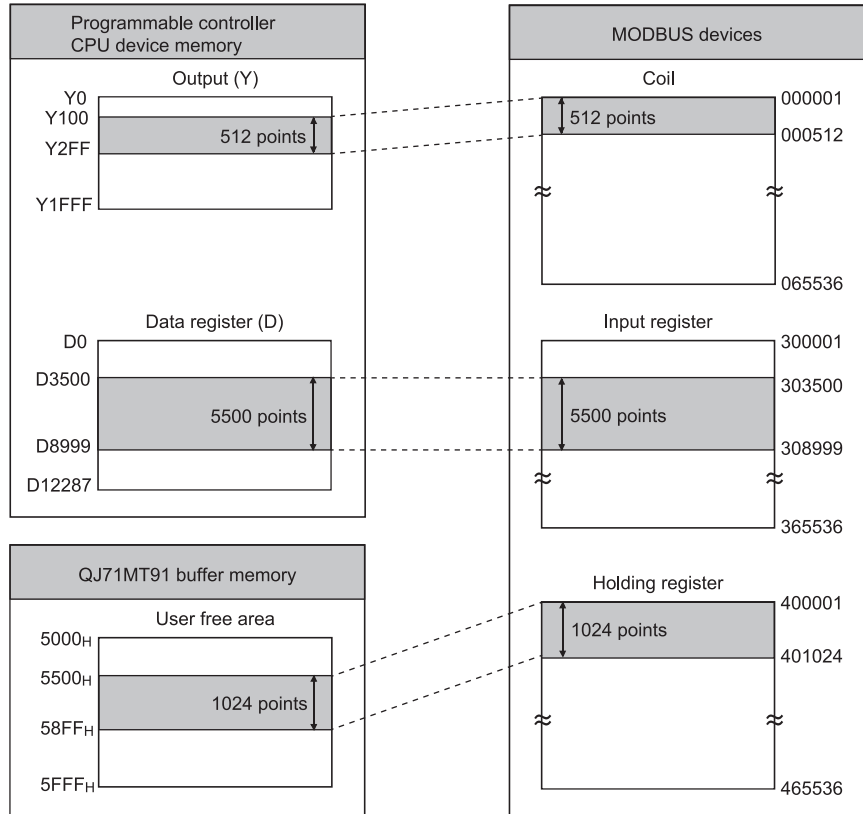 Programmable controller
CPU device memory
Output (Y)
Y0
Y100
512 points
Y2FF
Y1FFF
Data register (D)
D0
D3500
5500 points
D8999
D12287
QJ71MT91 buffer memory
User free area
5000H
5500H
1024 points
58FFH
5FFFH
MODBUS devices
Coil
000001
512 points
000512
065536
Input register
300001
303500
5500 points
308999
365536
Holding register
400001
1024 points
401024
465536